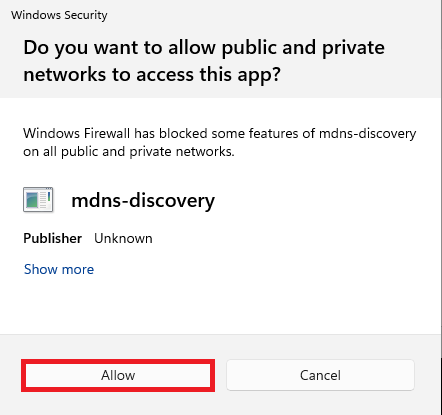 Windows Security
Do you want to allow public and private
networks to access this app?
Windows Firewall has blocked some features of mdns-discovery
on all public and private networks.
mdns-discovery
Publisher Unknown
Show more
Allow
Cancel